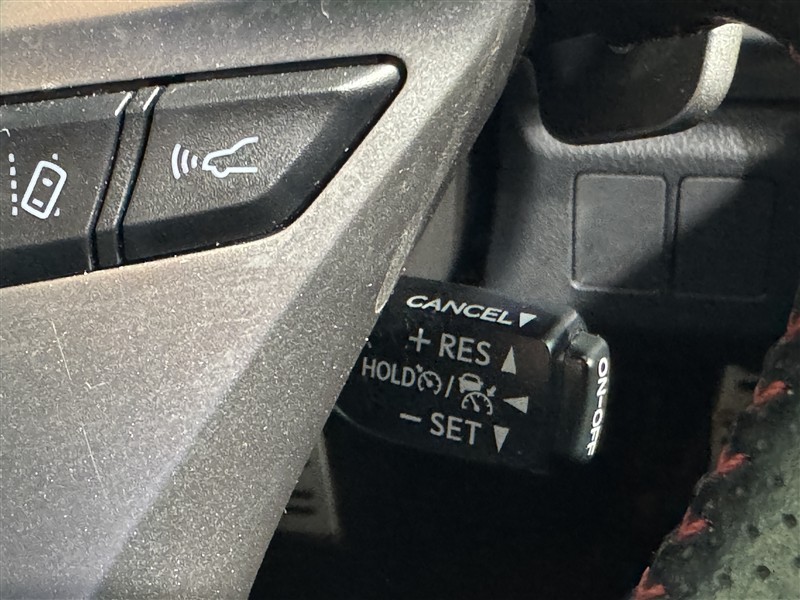 CANCEL▼
+ RES ▲
HOLD / ◀
− SET ▼
ON-OFF